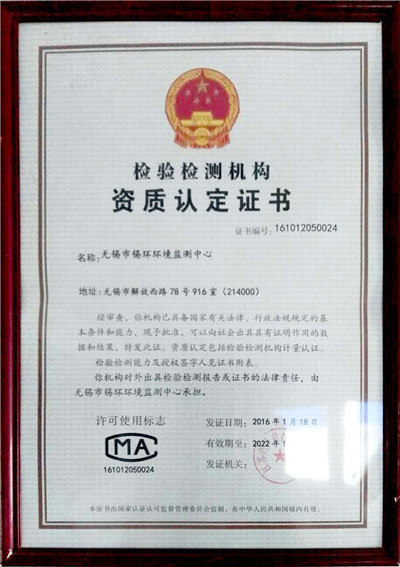 检验检测机构
资质认定证书
证书编号:161012050024
名称:无锡市锡环环境监测中心
地址:无锡市解放西路78号916室(214000)
经审查,你机构已具备国家有关法律、行政法规规定的基
本条件和能力,现予批准,可以向社会出具具有证明作用的数
据和结果,特发此证。资质认定包括检验检测机构计量认证。
检验检测能力及授权签字人见证书附表。
你机构对外出具检验检测报告或证书的法律责任,由
无锡市锡环环境监测中心承担。
许可使用标志
MA
161012050024
发证日期:2016年1月18日
有效期至:2022年1
发证机关:
本证书由国家认证认可监督管理委员会监制,在中华人民共和国境内有效。